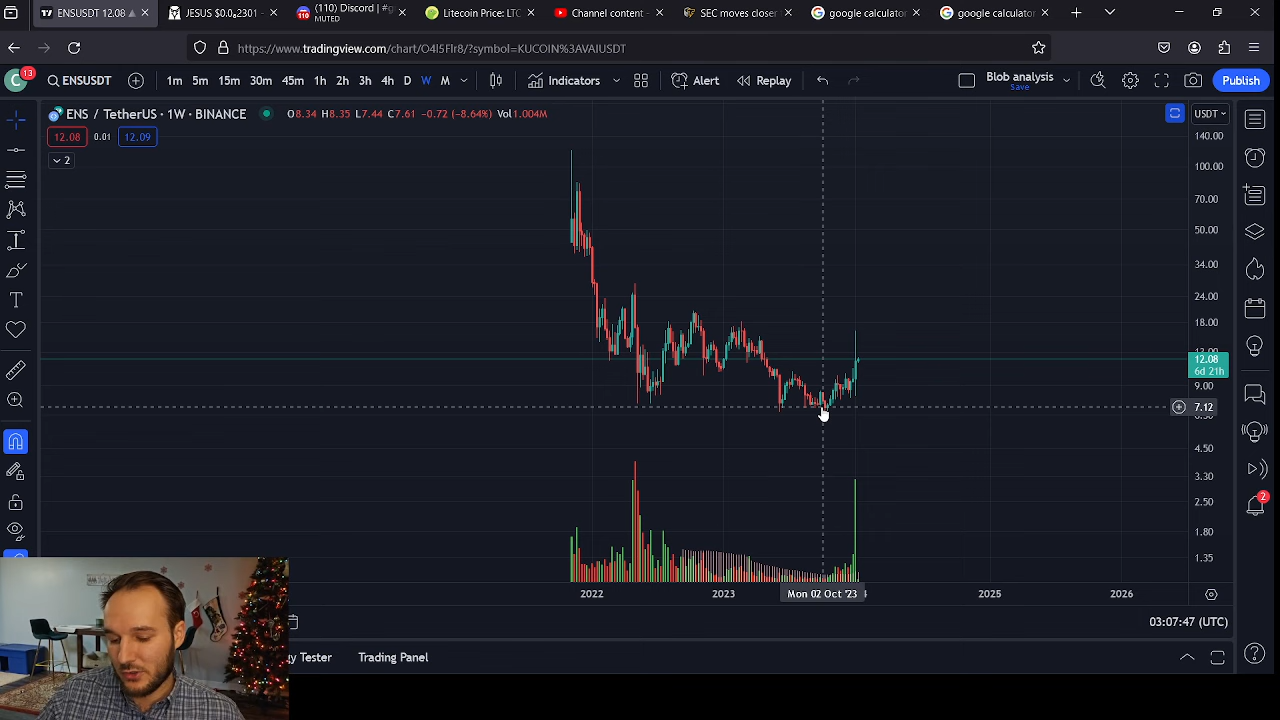 ENSUSDT 12.08
JESUS $0.0₈2301
(110) Discord | #g
MUTED
Litecoin Price: LTC
Channel content -
SEC moves closer
google calculator
google calculator
https://www.tradingview.com/chart/O4I5FIr8/?symbol=KUCOIN%3AVAIUSDT
C 13
ENSUSDT
1m 5m 15m 30m 45m 1h 2h 3h 4h D W M
Indicators
Alert
Replay
Blob analysis
Save
Publish
ENS / TetherUS · 1W · BINANCE
O8.34 H8.35 L7.44 C7.61 -0.72 (-8.64%) Vol1.004M
USDT
12.08 0.01 12.09
2
140.00
100.00
70.00
50.00
34.00
24.00
18.00
12.08
6d 21h
9.00
7.12
4.50
3.30
2.50
2
1.80
1.35
2022 2023 Mon 02 Oct '23 2025 2026
03:07:47 (UTC)
Tester
Trading Panel